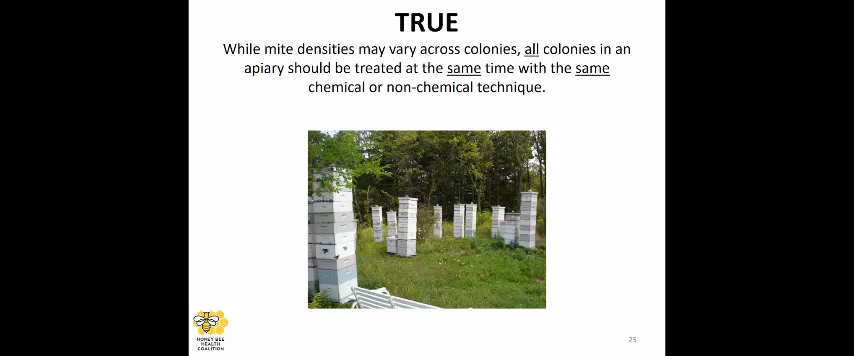 TRUE
While mite densities may vary across colonies, all colonies in an
apiary should be treated at the same time with the same
chemical or non-chemical technique.
HONEY BEE
HEALTH
COALITION
25